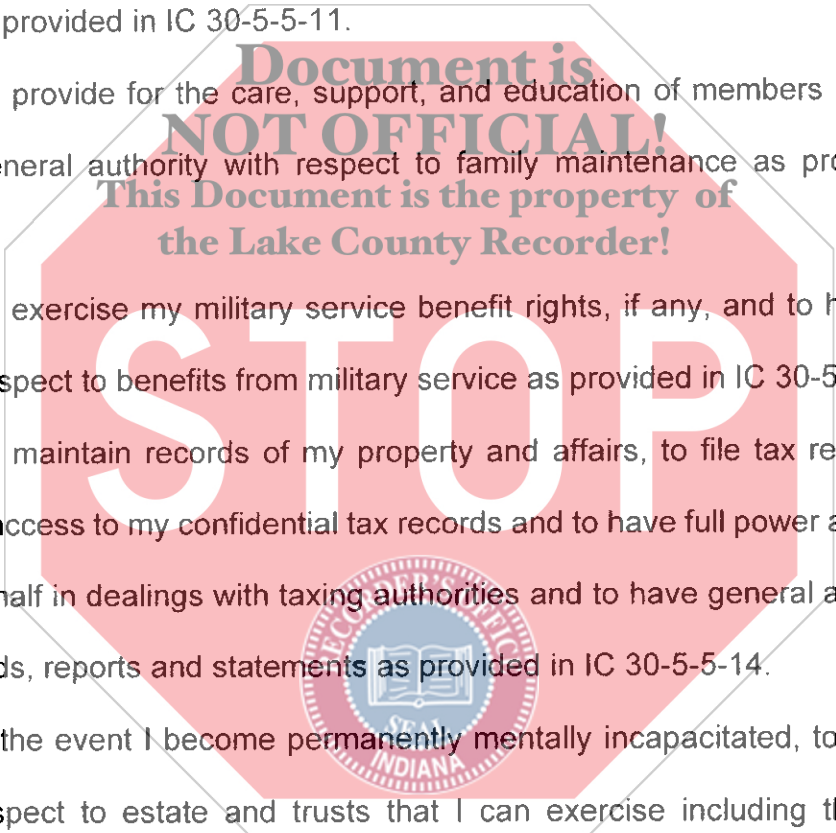 provided in IC 30-5-5-11.
Document is
provide for the care, support, and education of members
NOT OFFICIAL!
neral authority with respect to family maintenance as pro
This Document is the property of
the Lake County Recorder!
exercise my military service benefit rights, if any, and to h
spect to benefits from military service as provided in IC 30-5
STOP
maintain records of my property and affairs, to file tax re
access to my confidential tax records and to have full power a
half in dealings with taxing authorities and to have general a
RECORDER'S OFFICE
ds, reports and statements as provided in IC 30-5-5-14.
SEAL
the event I become permanently mentally incapacitated, to
INDIANA
spect to estate and trusts that I can exercise including th